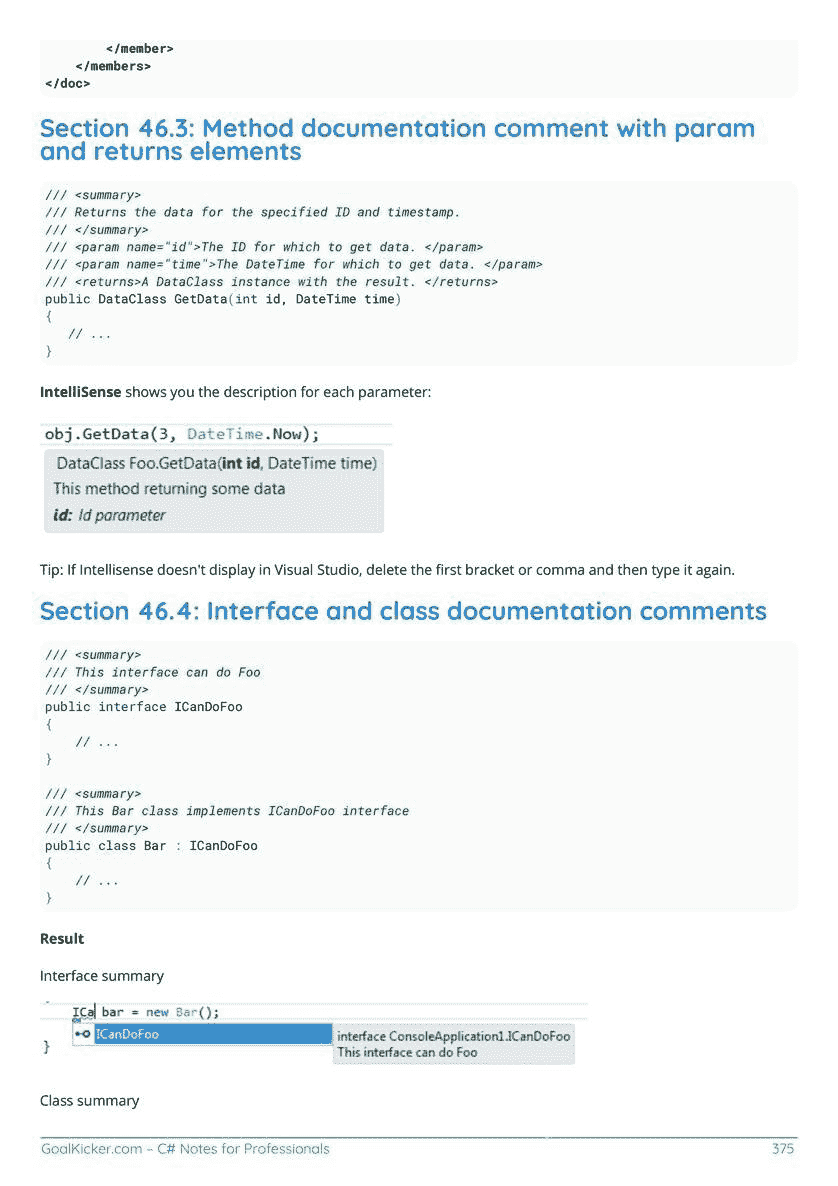 </member>
</members>
</doc>
Section 46.3: Method documentation comment with param
and returns elements
/// <summary>
/// Returns the data for the specified ID and timestamp.
/// </summary>
/// <param name="id">The ID for which to get data. </param>
/// <param name="time">The DateTime for which to get data. </param>
/// <returns>A DataClass instance with the result. </returns>
public DataClass GetData(int id, DateTime time)
{
// ...
}
IntelliSense shows you the description for each parameter:
obj.GetData(3, DateTime.Now);
DataClass Foo.GetData(int id, DateTime time)
This method returning some data
id: Id parameter
Tip: If Intellisense doesn't display in Visual Studio, delete the first bracket or comma and then type it again.
Section 46.4: Interface and class documentation comments
/// <summary>
/// This interface can do Foo
/// </summary>
public interface ICanDoFoo
{
// ...
}
/// <summary>
/// This Bar class implements ICanDoFoo interface
/// </summary>
public class Bar : ICanDoFoo
{
// ...
}
Result
Interface summary
ICa bar = new Bar();
ICanDoFoo
interface ConsoleApplication1.ICanDoFoo
}
This interface can do Foo
Class summary
GoalKicker.com – C# Notes for Professionals 375